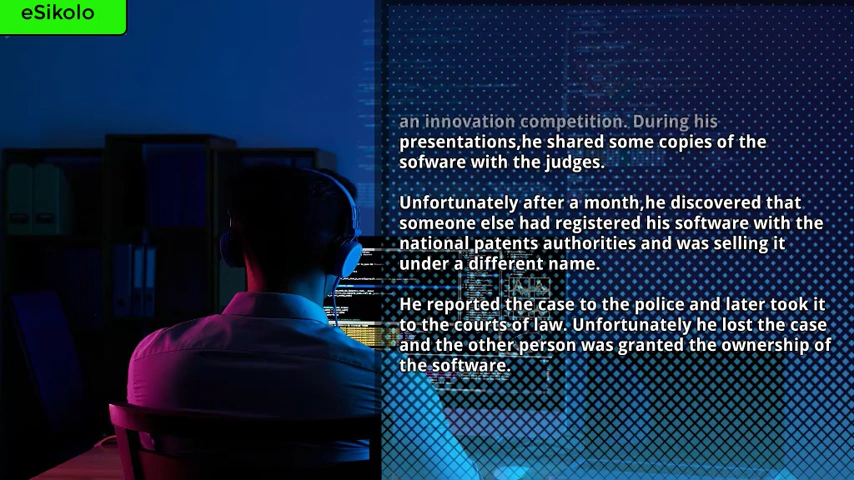 eSikolo
an innovation competition. During his
presentations,he shared some copies of the
sofware with the judges.
Unfortunately after a month,he discovered that
someone else had registered his software with the
national patents authorities and was selling it
under a different name.
He reported the case to the police and later took it
to the courts of law. Unfortunately he lost the case
and the other person was granted the ownership of
the software.